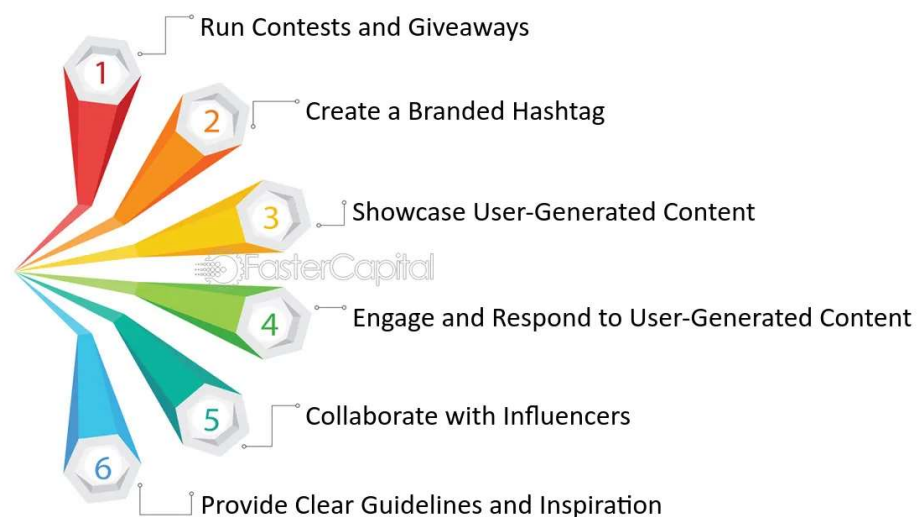 1
Run Contests and Giveaways
2
Create a Branded Hashtag
3
Showcase User-Generated Content
FasterCapital
4
Engage and Respond to User-Generated Content
5
Collaborate with Influencers
6
Provide Clear Guidelines and Inspiration